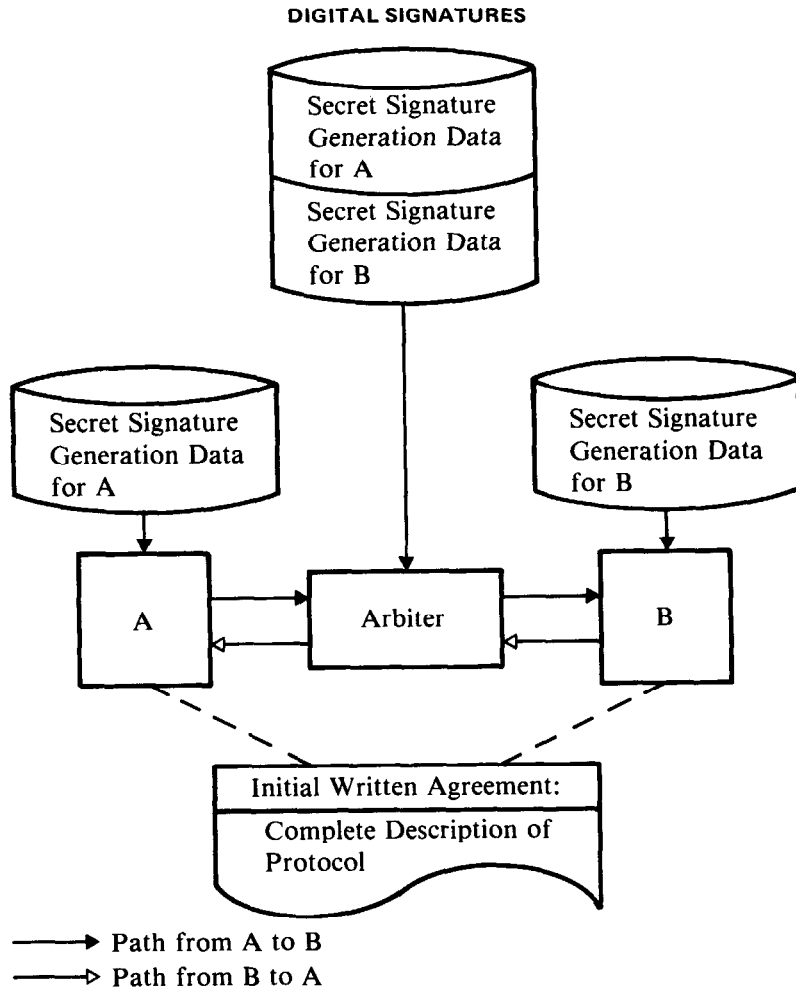 DIGITAL SIGNATURES
Secret Signature
Generation Data
for A
Secret Signature
Generation Data
for B
Secret Signature
Generation Data
for A
Secret Signature
Generation Data
for B
A
Arbiter
B
Initial Written Agreement:
Complete Description of
Protocol
Path from A to B
Path from B to A